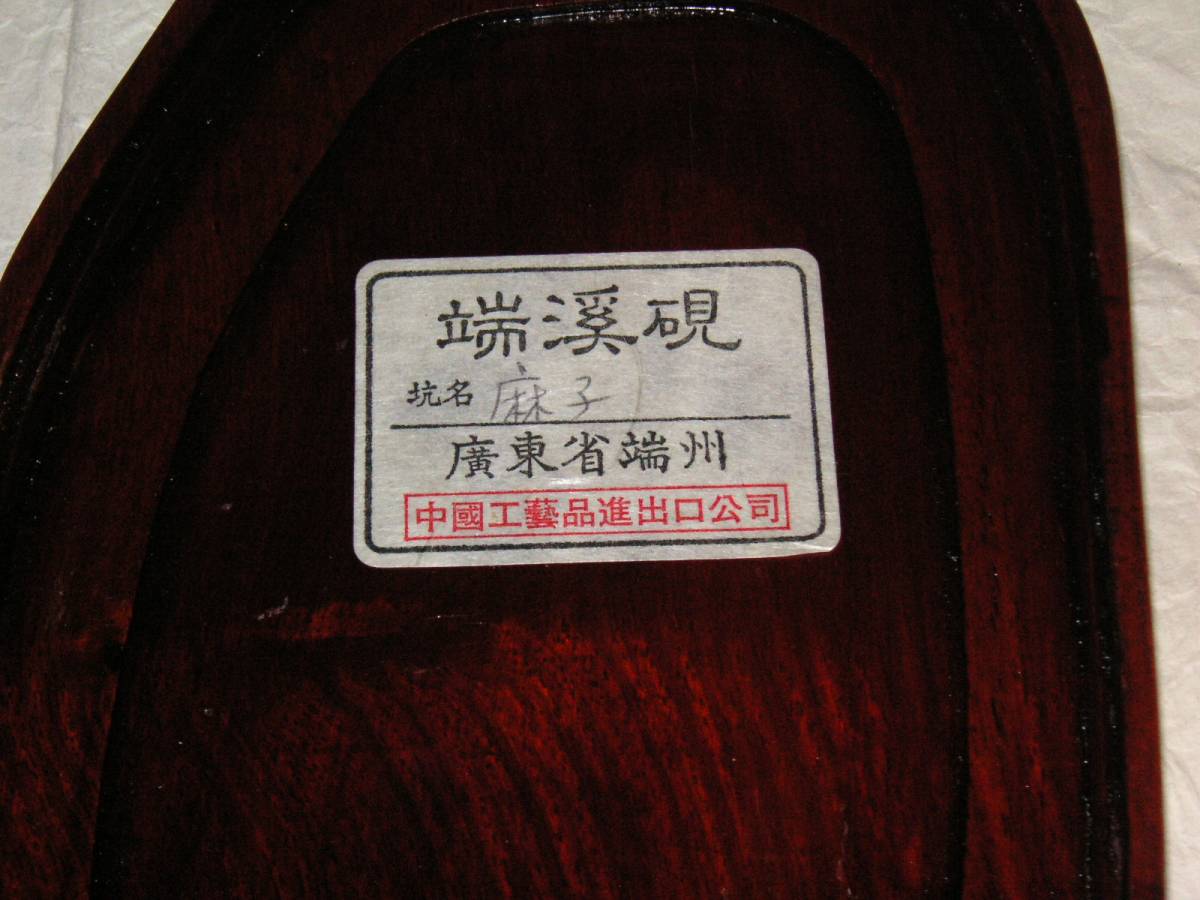 端溪硯
坑名 麻子
廣東省端州
中國工藝品進出口公司